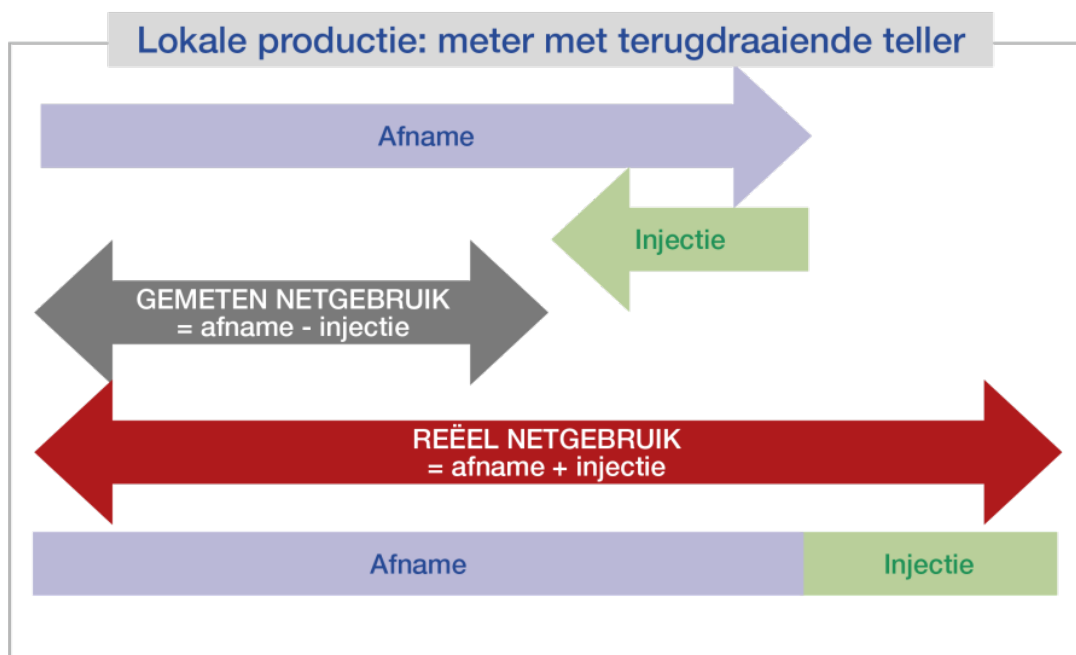 Lokale productie: meter met terugdraaiende teller
Afname
Injectie
GEMETEN NETGEBRUIK
= afname - injectie
REËEL NETGEBRUIK
= afname + injectie
Afname
Injectie